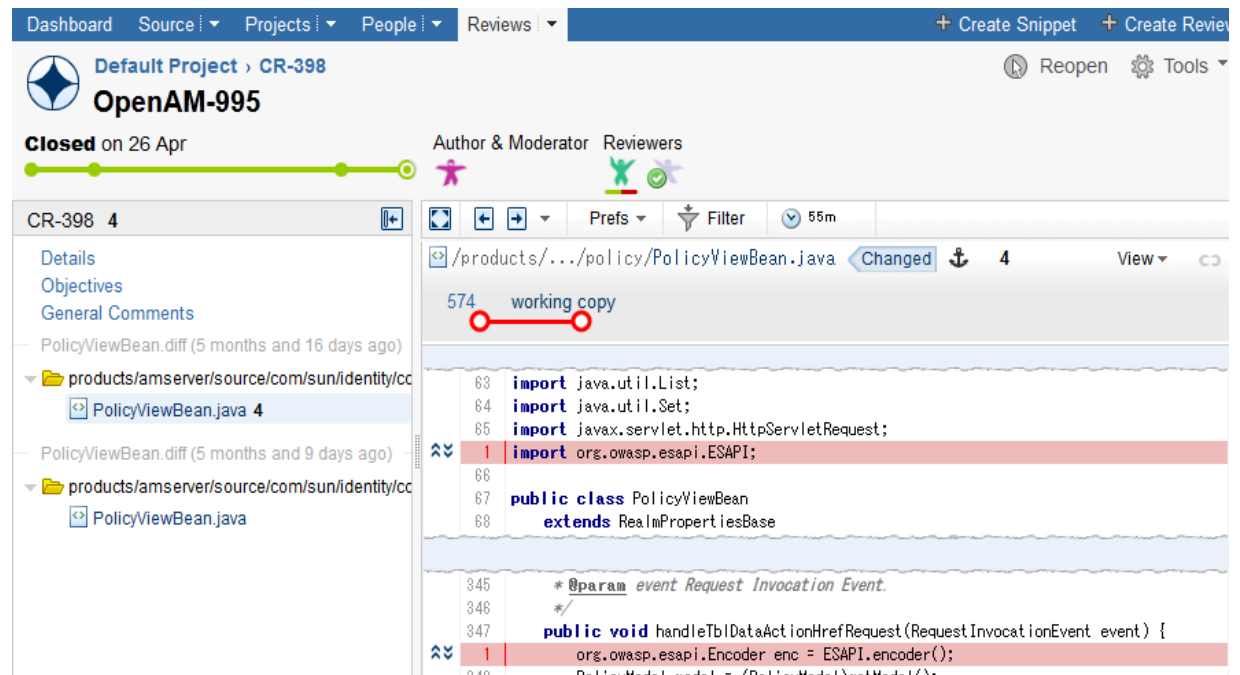 Dashboard Source Projects People Reviews + Create Snippet + Create Review
Default Project › CR-398
OpenAM-995
Reopen Tools
Closed on 26 Apr
Author & Moderator Reviewers
CR-398 4
Prefs Filter 55m
Details
Objectives
General Comments
PolicyViewBean.diff (5 months and 16 days ago)
products/amserver/source/com/sun/identity/cc
PolicyViewBean.java 4
PolicyViewBean.diff (5 months and 9 days ago)
products/amserver/source/com/sun/identity/cc
PolicyViewBean.java
/products/.../policy/PolicyViewBean.java Changed 4 View
574 working copy
63 import java.util.List;
64 import java.util.Set;
65 import javax.servlet.http.HttpServletRequest;
1 import org.owasp.esapi.ESAPI;
66
67 public class PolicyViewBean
68 extends RealmPropertiesBase
345 * @param event Request Invocation Event.
346 */
347 public void handleTblDataActionHrefRequest(RequestInvocationEvent event) {
1 org.owasp.esapi.Encoder enc = ESAPI.encoder();